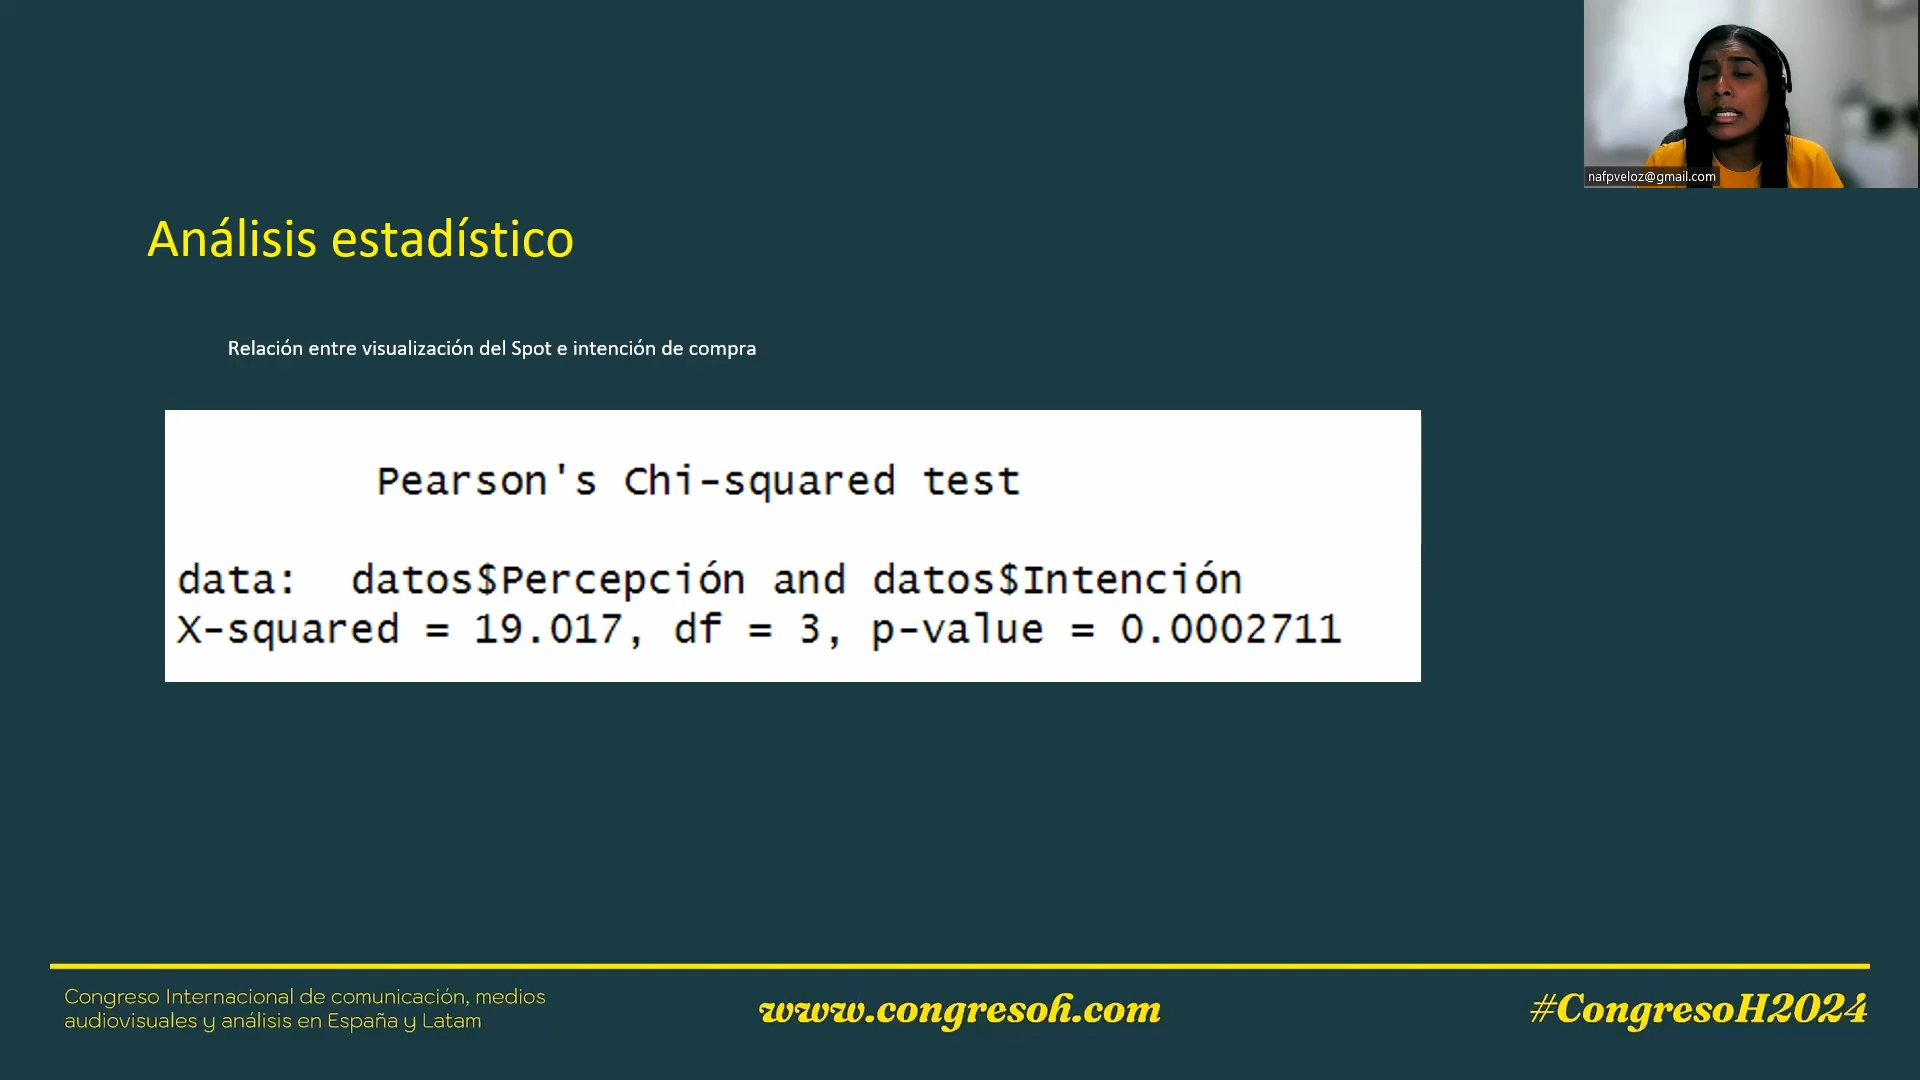 nafpveloz@gmail.com
Análisis estadístico
Relación entre visualización del Spot e intención de compra
Pearson's Chi-squared test
data: datos$Percepción and datos$Intención
X-squared = 19.017, df = 3, p-value = 0.0002711
Congreso Internacional de comunicación, medios
audiovisuales y análisis en España y Latam
www.congresoh.com
#CongresoH2024